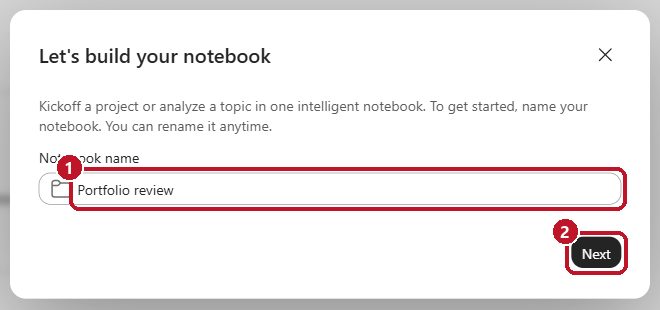 Let's build your notebook
Kickoff a project or analyze a topic in one intelligent notebook. To get started, name your
notebook. You can rename it anytime.
Notebook name
1
Portfolio review
2
Next